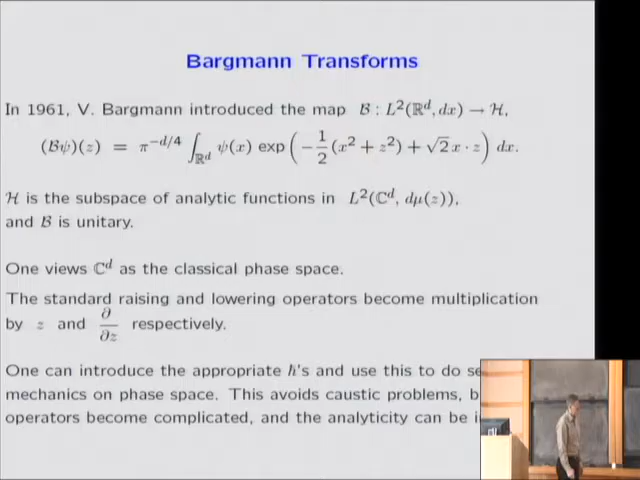 Bargmann Transforms
In 1961, V. Bargmann introduced the map ℬ : L²(ℝᵈ, dx) → ℋ,
(ℬψ)(z) = π^{−d/4} ∫_{ℝᵈ} ψ(x) exp(−1/2 (x² + z²) + √2 x · z) dx.
ℋ is the subspace of analytic functions in L²(ℂᵈ, dμ(z)),
and ℬ is unitary.
One views ℂᵈ as the classical phase space.
The standard raising and lowering operators become multiplication
by z and ∂/∂z respectively.
One can introduce the appropriate ℏ's and use this to do
mechanics on phase space. This avoids caustic problems,
operators become complicated, and the analyticity can be